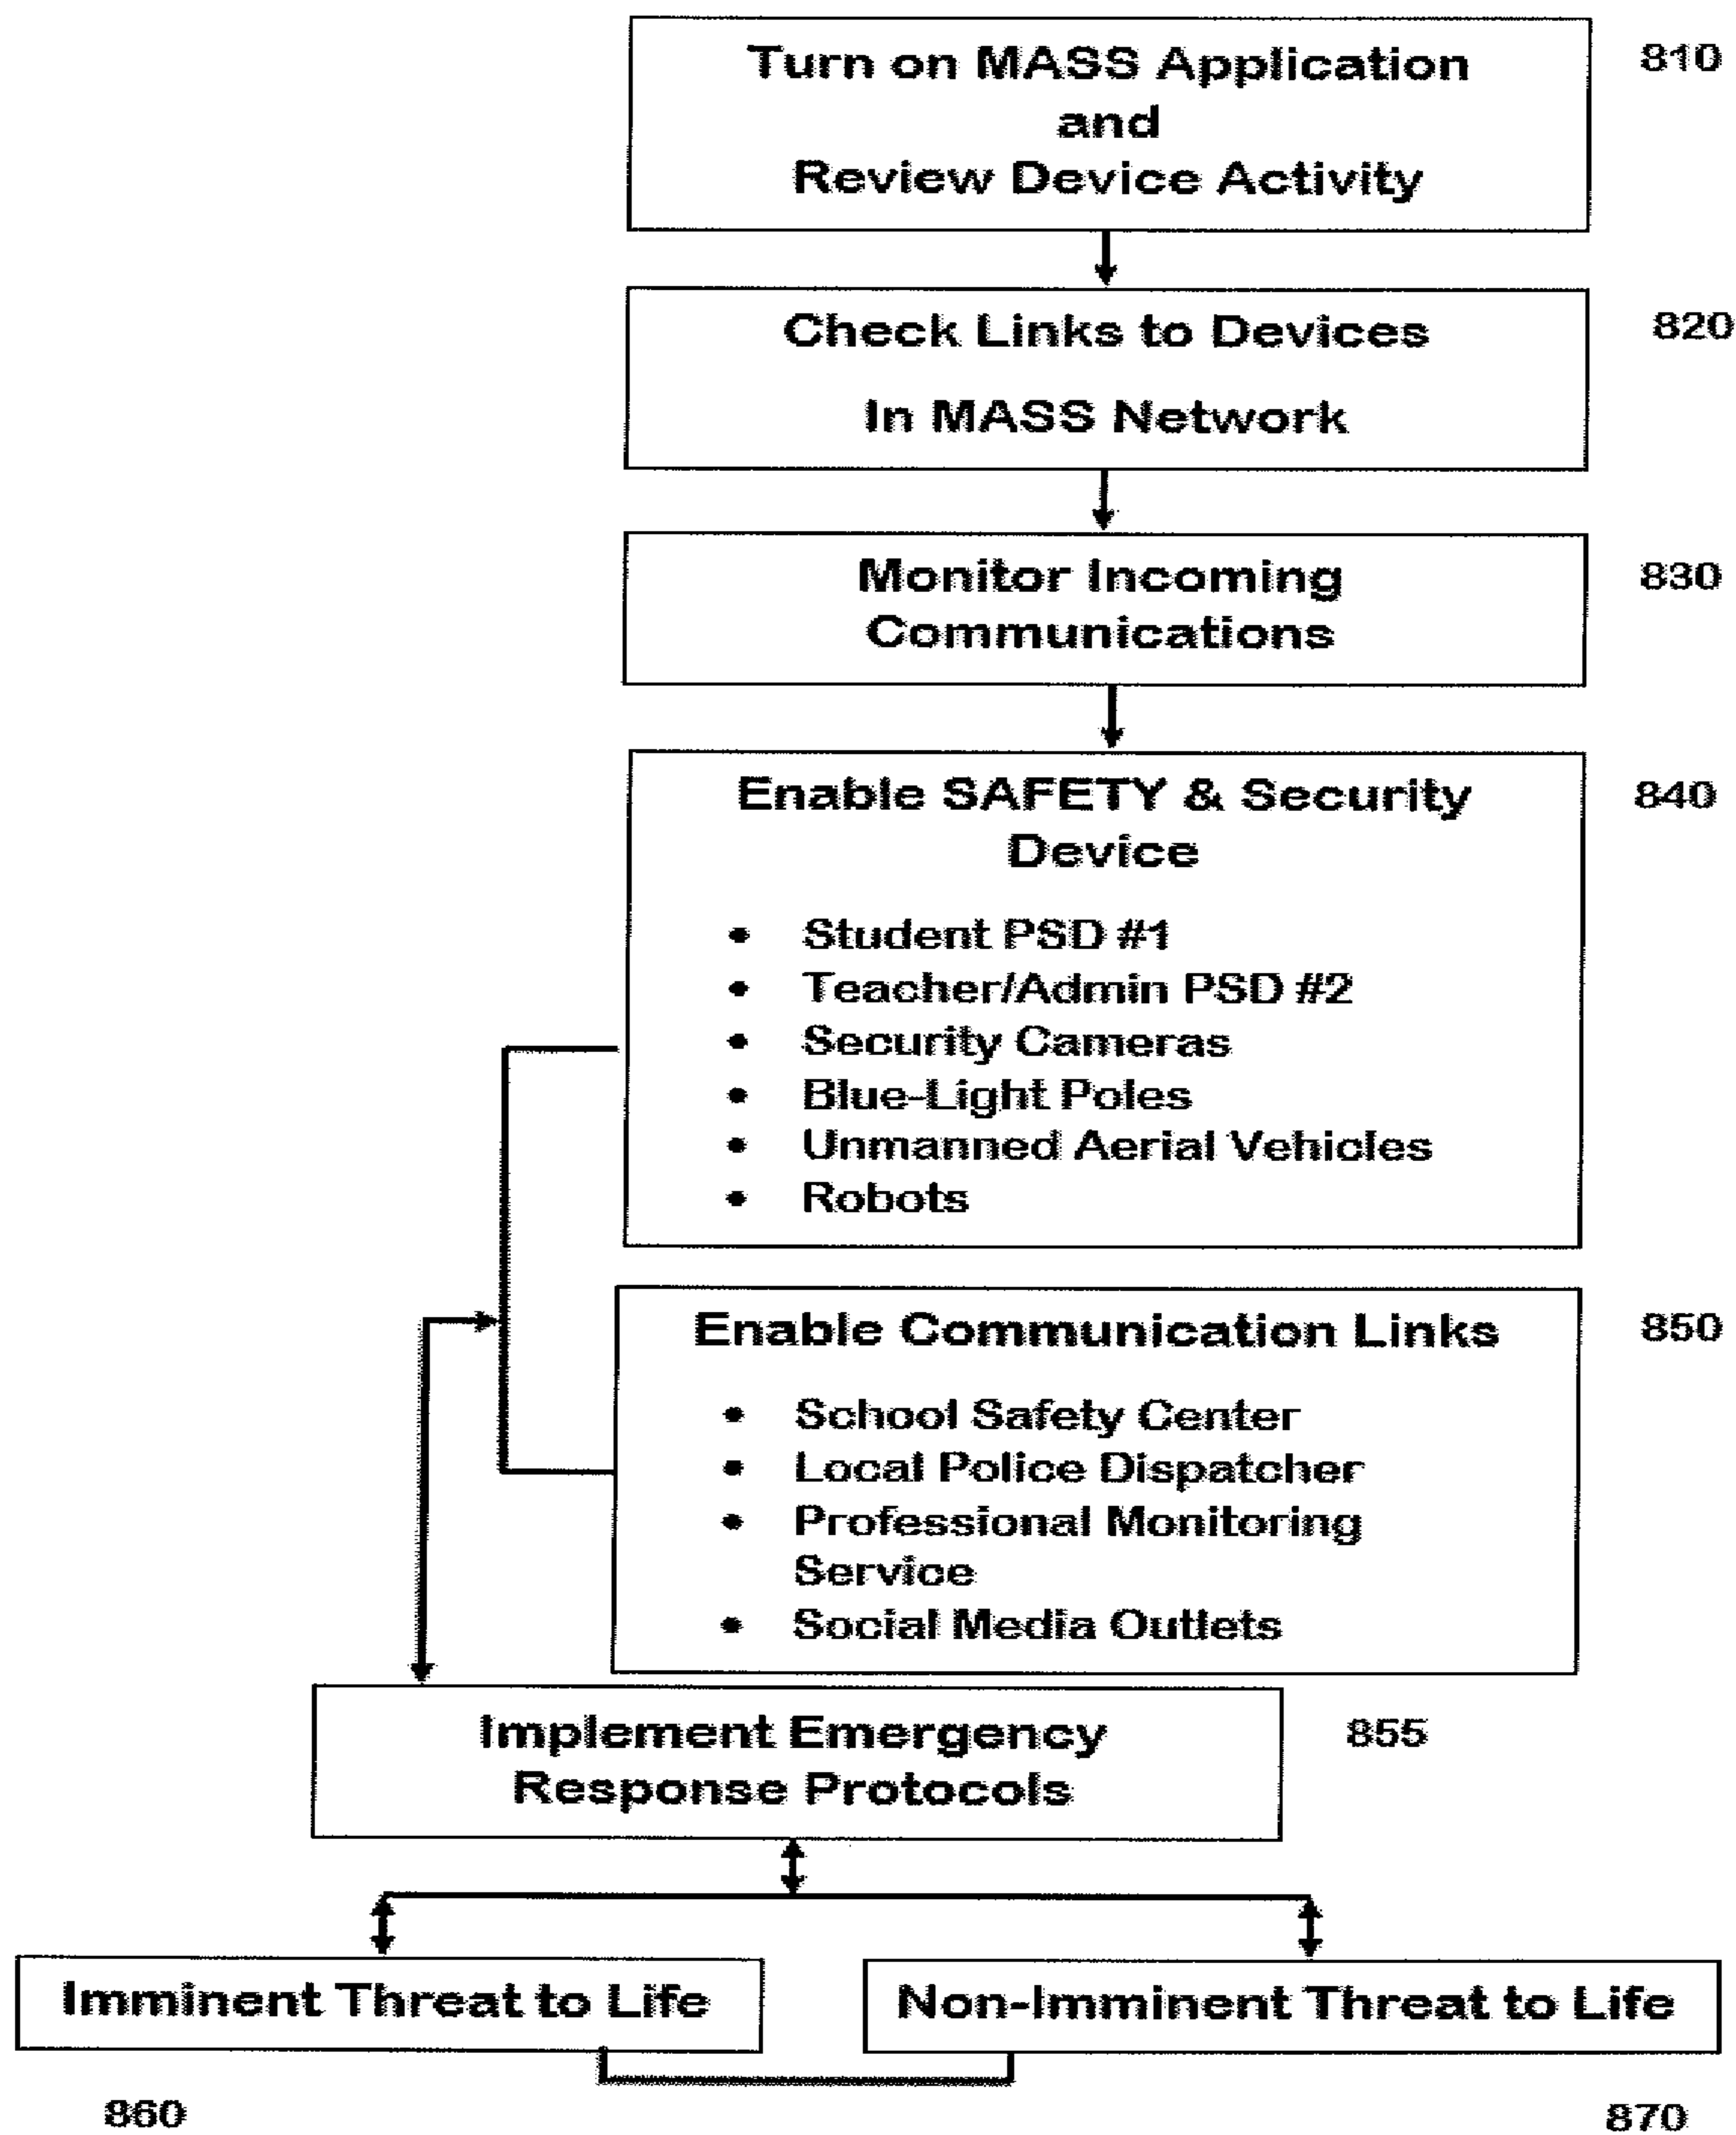 Turn on MASS Application 810
and
Review Device Activity
Check Links to Devices 820
In MASS Network
Monitor Incoming 830
Communications
Enable SAFETY & Security 840
Device
• Student PSD #1
• Teacher/Admin PSD #2
• Security Cameras
• Blue-Light Poles
• Unmanned Aerial Vehicles
• Robots
Enable Communication Links 850
• School Safety Center
• Local Police Dispatcher
• Professional Monitoring
Service
• Social Media Outlets
Implement Emergency 855
Response Protocols
Imminent Threat to Life
Non-Imminent Threat to Life
860
870